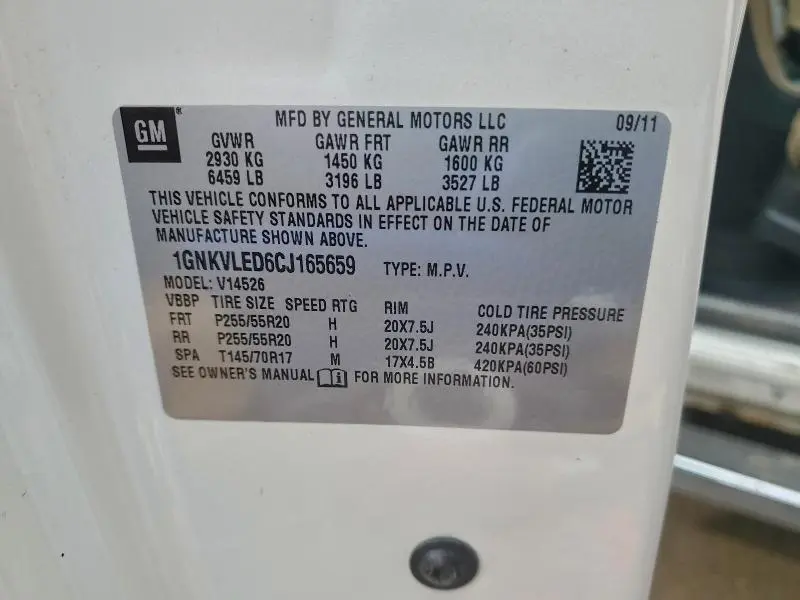 GM
MFD BY GENERAL MOTORS LLC 09/11
GVWR GAWR FRT GAWR RR
2930 KG 1450 KG 1600 KG
6459 LB 3196 LB 3527 LB
THIS VEHICLE CONFORMS TO ALL APPLICABLE U.S. FEDERAL MOTOR
VEHICLE SAFETY STANDARDS IN EFFECT ON THE DATE OF
MANUFACTURE SHOWN ABOVE.
1GNKVLED6CJ165659 TYPE: M.P.V.
MODEL: V14526
VBBP TIRE SIZE SPEED RTG RIM COLD TIRE PRESSURE
FRT P255/55R20 H 20X7.5J 240KPA(35PSI)
RR P255/55R20 H 20X7.5J 240KPA(35PSI)
SPA T145/70R17 M 17X4.5B 420KPA(60PSI)
SEE OWNER'S MANUAL FOR MORE INFORMATION.